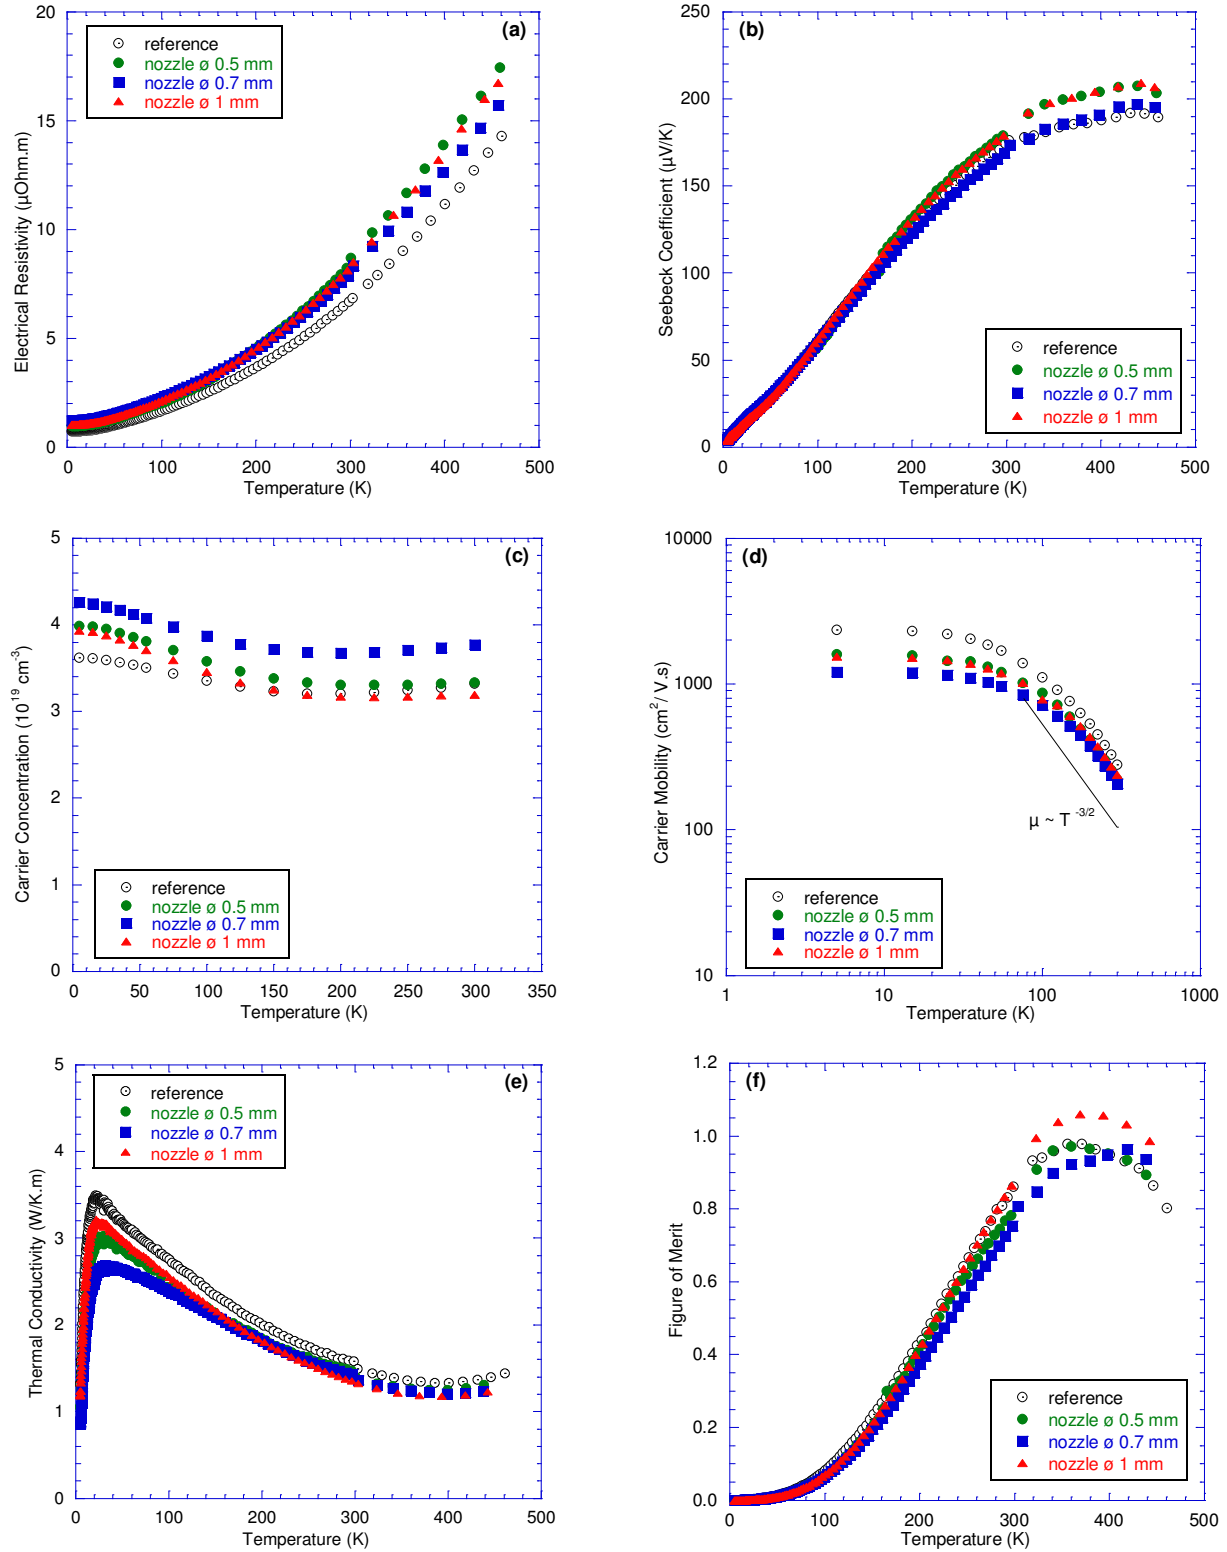 (a)
reference
nozzle ø 0.5 mm
nozzle ø 0.7 mm
nozzle ø 1 mm
20
15
10
5
0
Electrical Resistivity (µOhm.m)
0 100 200 300 400 500
Temperature (K)
(b)
250
200
150
100
50
0
Seebeck Coefficient (µV/K)
reference
nozzle ø 0.5 mm
nozzle ø 0.7 mm
nozzle ø 1 mm
0 100 200 300 400 500
Temperature (K)
(c)
5
4
3
2
1
0
Carrier Concentration (10^19 cm^-3)
reference
nozzle ø 0.5 mm
nozzle ø 0.7 mm
nozzle ø 1 mm
0 50 100 150 200 250 300 350
Temperature (K)
(d)
10000
1000
100
10
Carrier Mobility (cm^2/ V.s)
µ ~ T^-3/2
reference
nozzle ø 0.5 mm
nozzle ø 0.7 mm
nozzle ø 1 mm
1 10 100 1000
Temperature (K)
(e)
reference
nozzle ø 0.5 mm
nozzle ø 0.7 mm
nozzle ø 1 mm
5
4
3
2
1
0
Thermal Conductivity (W/K.m)
0 100 200 300 400 500
Temperature (K)
(f)
1.2
1.0
0.8
0.6
0.4
0.2
0.0
Figure of Merit
reference
nozzle ø 0.5 mm
nozzle ø 0.7 mm
nozzle ø 1 mm
0 100 200 300 400 500
Temperature (K)